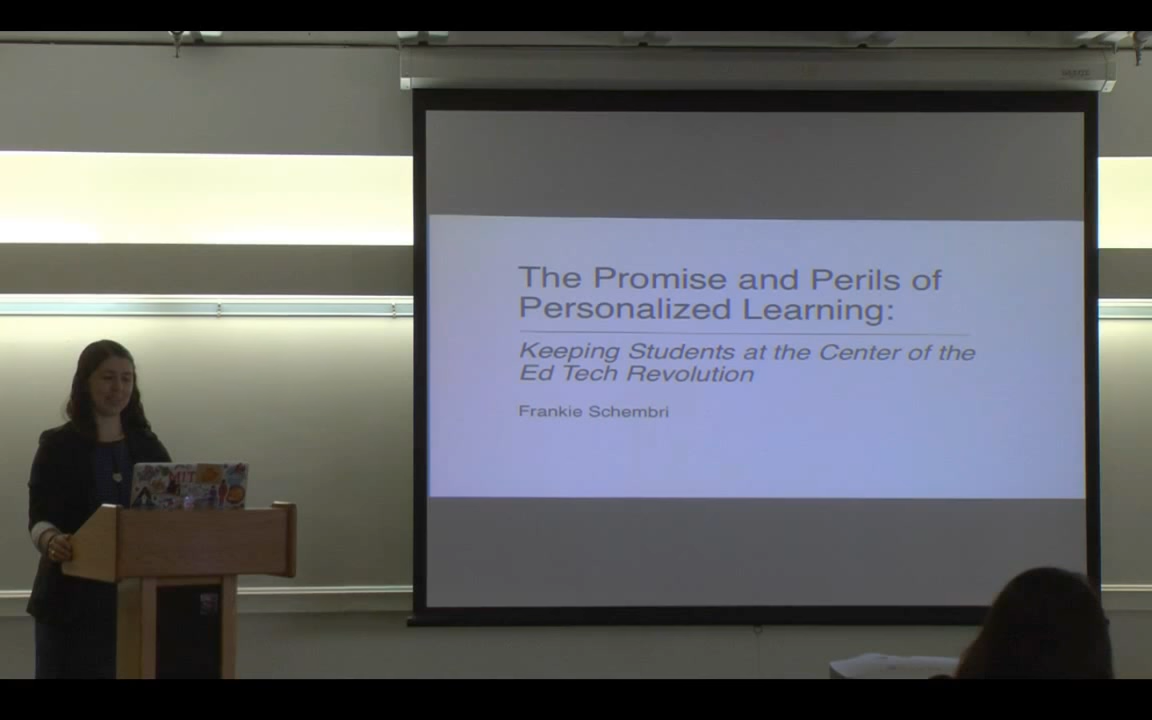 The Promise and Perils of
Personalized Learning:
Keeping Students at the Center of the
Ed Tech Revolution
Frankie Schembri
MIT